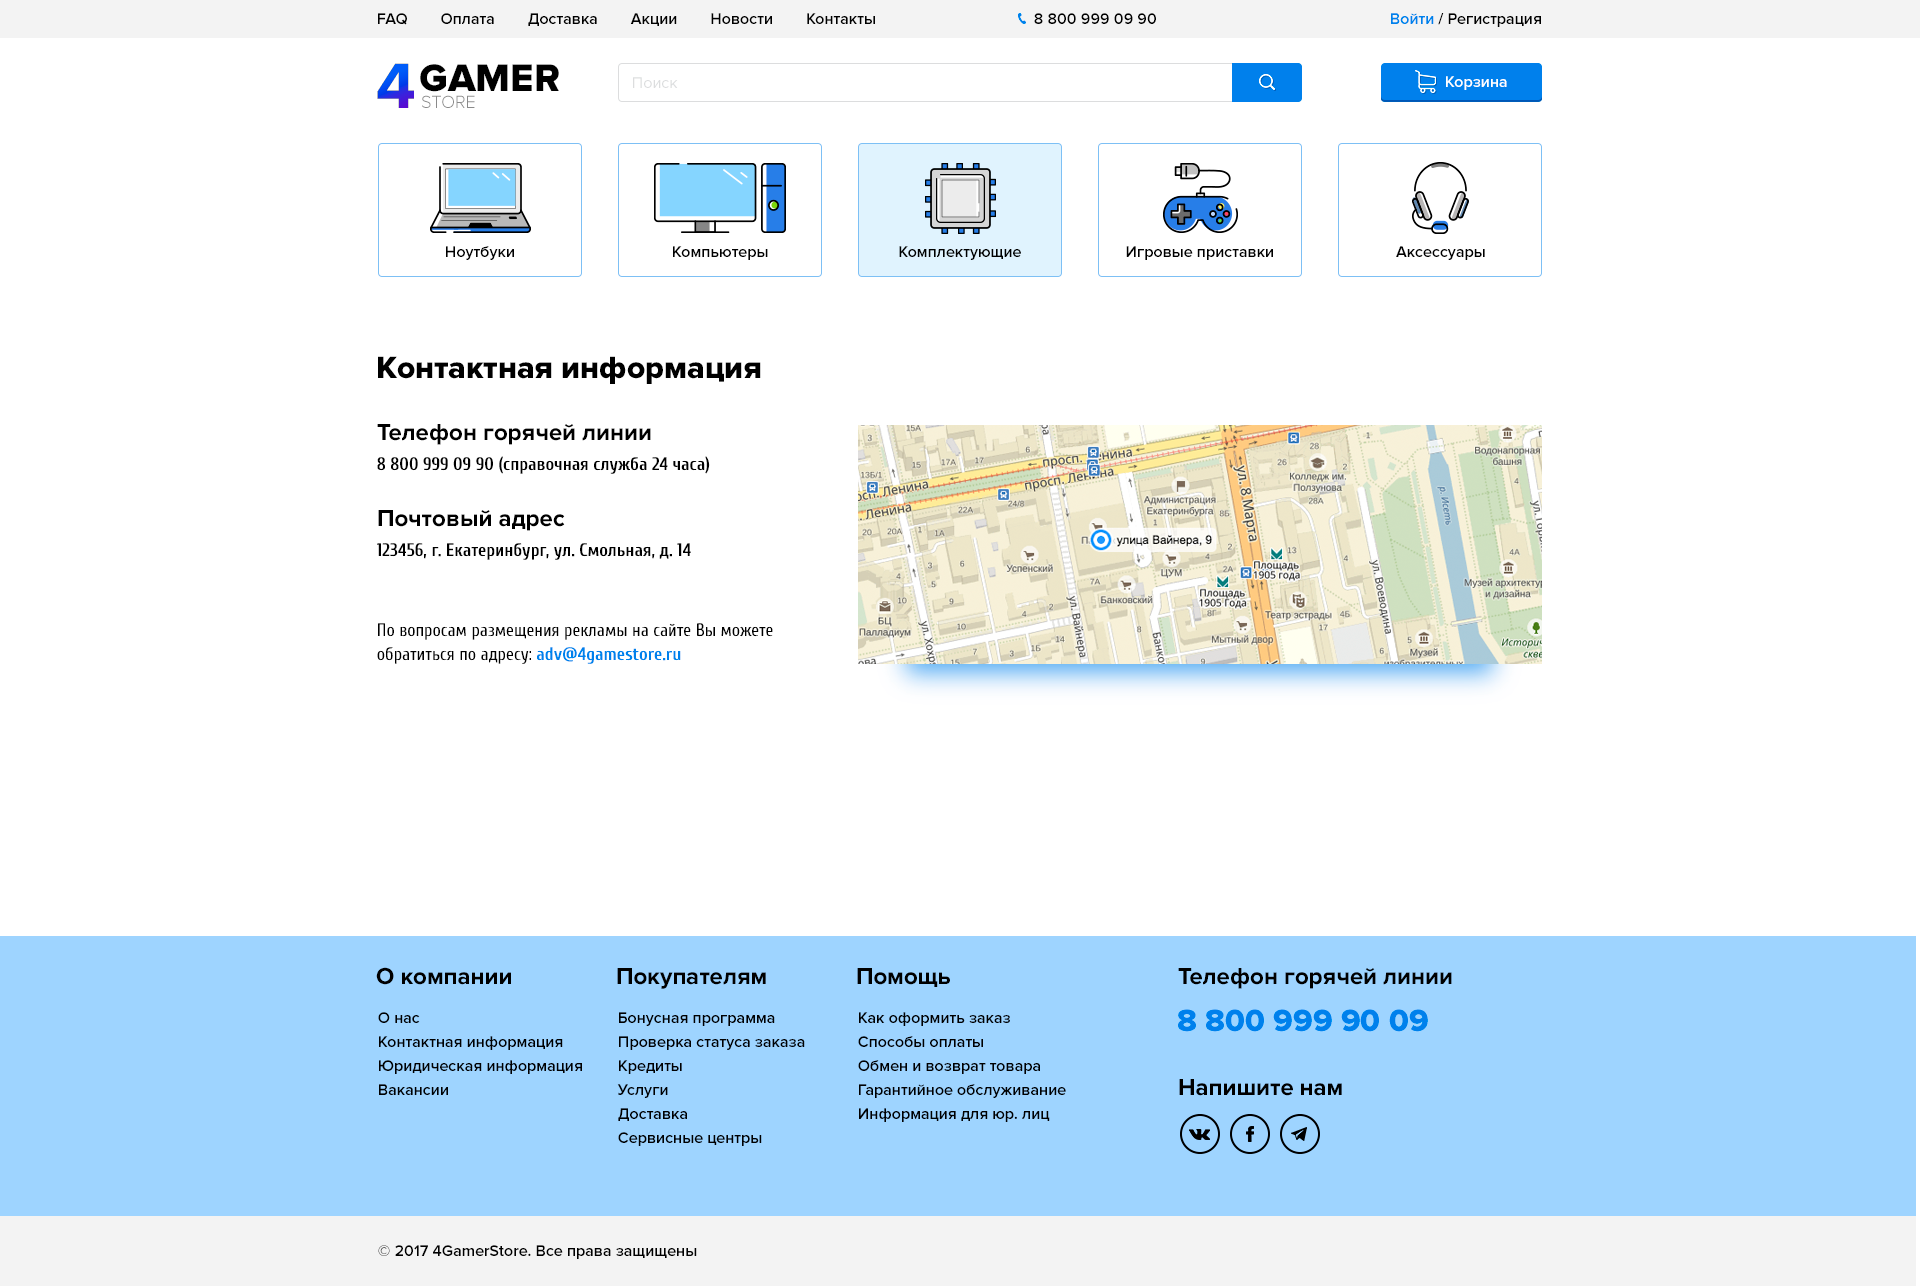 FAQ Оплата Доставка Акции Новости Контакты 8 800 999 09 90 Войти / Регистрация
4 GAMER
STORE
Поиск
Корзина
Ноутбуки Компьютеры Комплектующие Игровые приставки Аксессуары
Контактная информация
Телефон горячей линии
8 800 999 09 90 (справочная служба 24 часа)
Почтовый адрес
123456, г. Екатеринбург, ул. Смольная, д. 14
По вопросам размещения рекламы на сайте Вы можете
обратиться по адресу: adv@4gamestore.ru
просп. Ленина
просп. Ленина
ул. 8 Марта
Водонапорная
башня
Колледж им.
Ползунова
р. Исеть
Администрация
Екатеринбурга
улица Вайнера, 9
Успенский
ЦУМ
Площадь
1905 года
Площадь
1905 года
Банковский
Театр эстрады
Мытный двор
БЦ
Палладиум
ул. Вайнера
ул. Воеводина
Музей архитектур
и дизайна
Музей
изобразительных
О компании
О нас
Контактная информация
Юридическая информация
Вакансии
Покупателям
Бонусная программа
Проверка статуса заказа
Кредиты
Услуги
Доставка
Сервисные центры
Помощь
Как оформить заказ
Способы оплаты
Обмен и возврат товара
Гарантийное обслуживание
Информация для юр. лиц
Телефон горячей линии
8 800 999 90 09
Напишите нам
© 2017 4GamerStore. Все права защищены